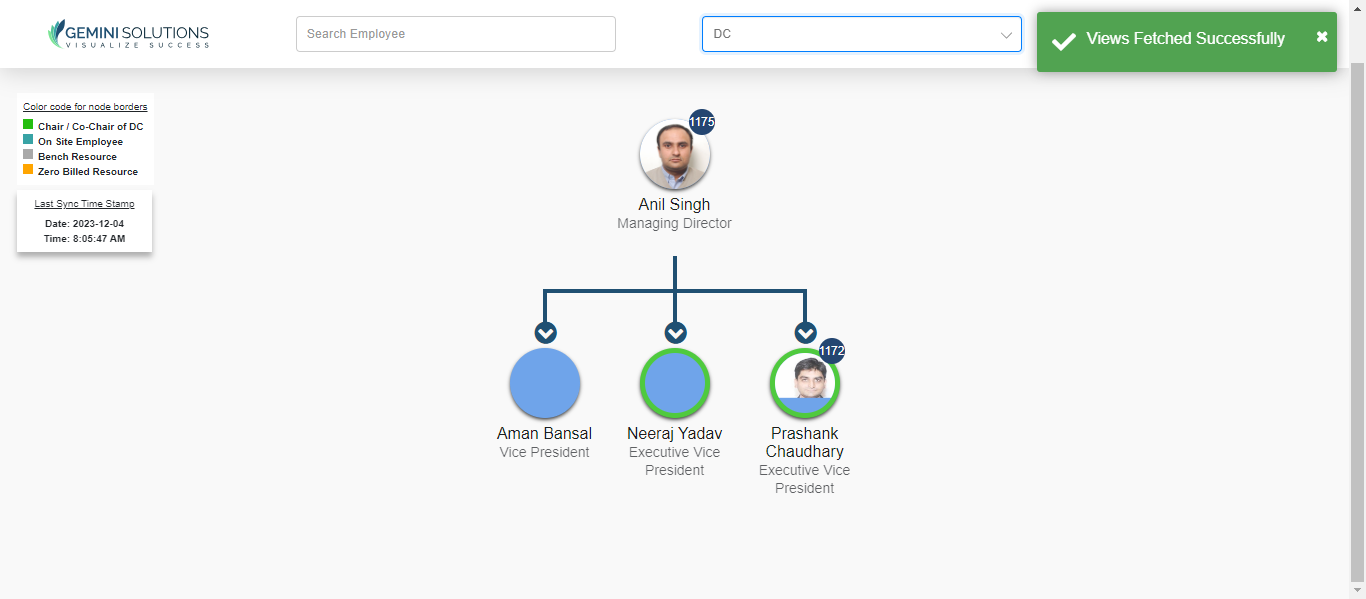 GEMINI SOLUTIONS
VISUALIZE SUCCESS
Search Employee
DC
Views Fetched Successfully
Color code for node borders
Chair / Co-Chair of DC
On Site Employee
Bench Resource
Zero Billed Resource
Last Sync Time Stamp
Date: 2023-12-04
Time: 8:05:47 AM
1175
Anil Singh
Managing Director
Aman Bansal
Vice President
Neeraj Yadav
Executive Vice
President
1172
Prashank
Chaudhary
Executive Vice
President